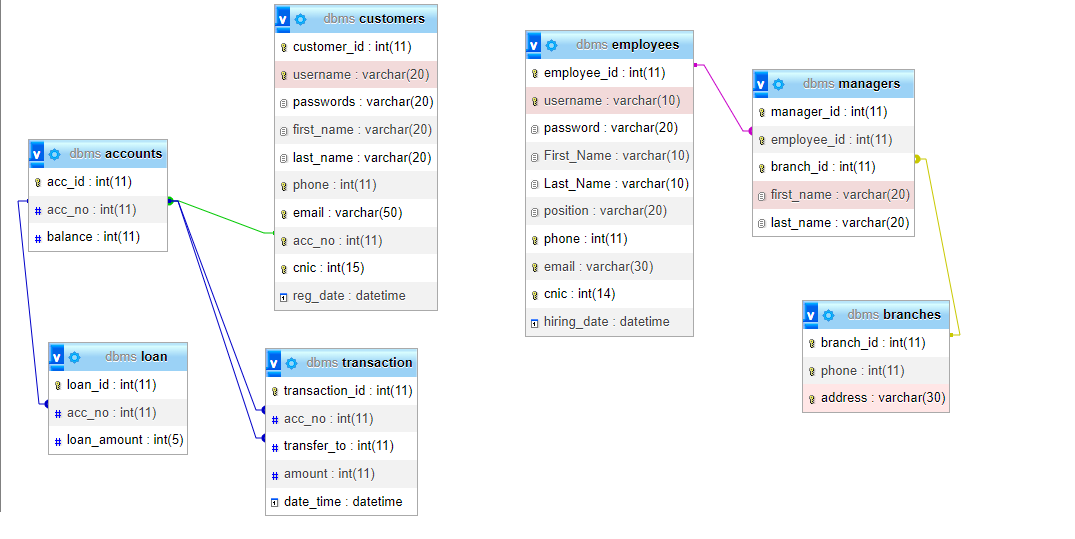 dbms customers
customer_id : int(11)
username : varchar(20)
passwords : varchar(20)
first_name : varchar(20)
last_name : varchar(20)
phone : int(11)
email : varchar(50)
acc_no : int(11)
cnic : int(15)
reg_date : datetime
dbms employees
employee_id : int(11)
username : varchar(10)
password : varchar(20)
First_Name : varchar(10)
Last_Name : varchar(10)
position : varchar(20)
phone : int(11)
email : varchar(30)
cnic : int(14)
hiring_date : datetime
dbms managers
manager_id : int(11)
employee_id : int(11)
branch_id : int(11)
first_name : varchar(20)
last_name : varchar(20)
dbms accounts
acc_id : int(11)
acc_no : int(11)
balance : int(11)
dbms branches
branch_id : int(11)
phone : int(11)
address : varchar(30)
dbms loan
loan_id : int(11)
acc_no : int(11)
loan_amount : int(5)
dbms transaction
transaction_id : int(11)
acc_no : int(11)
transfer_to : int(11)
amount : int(11)
date_time : datetime